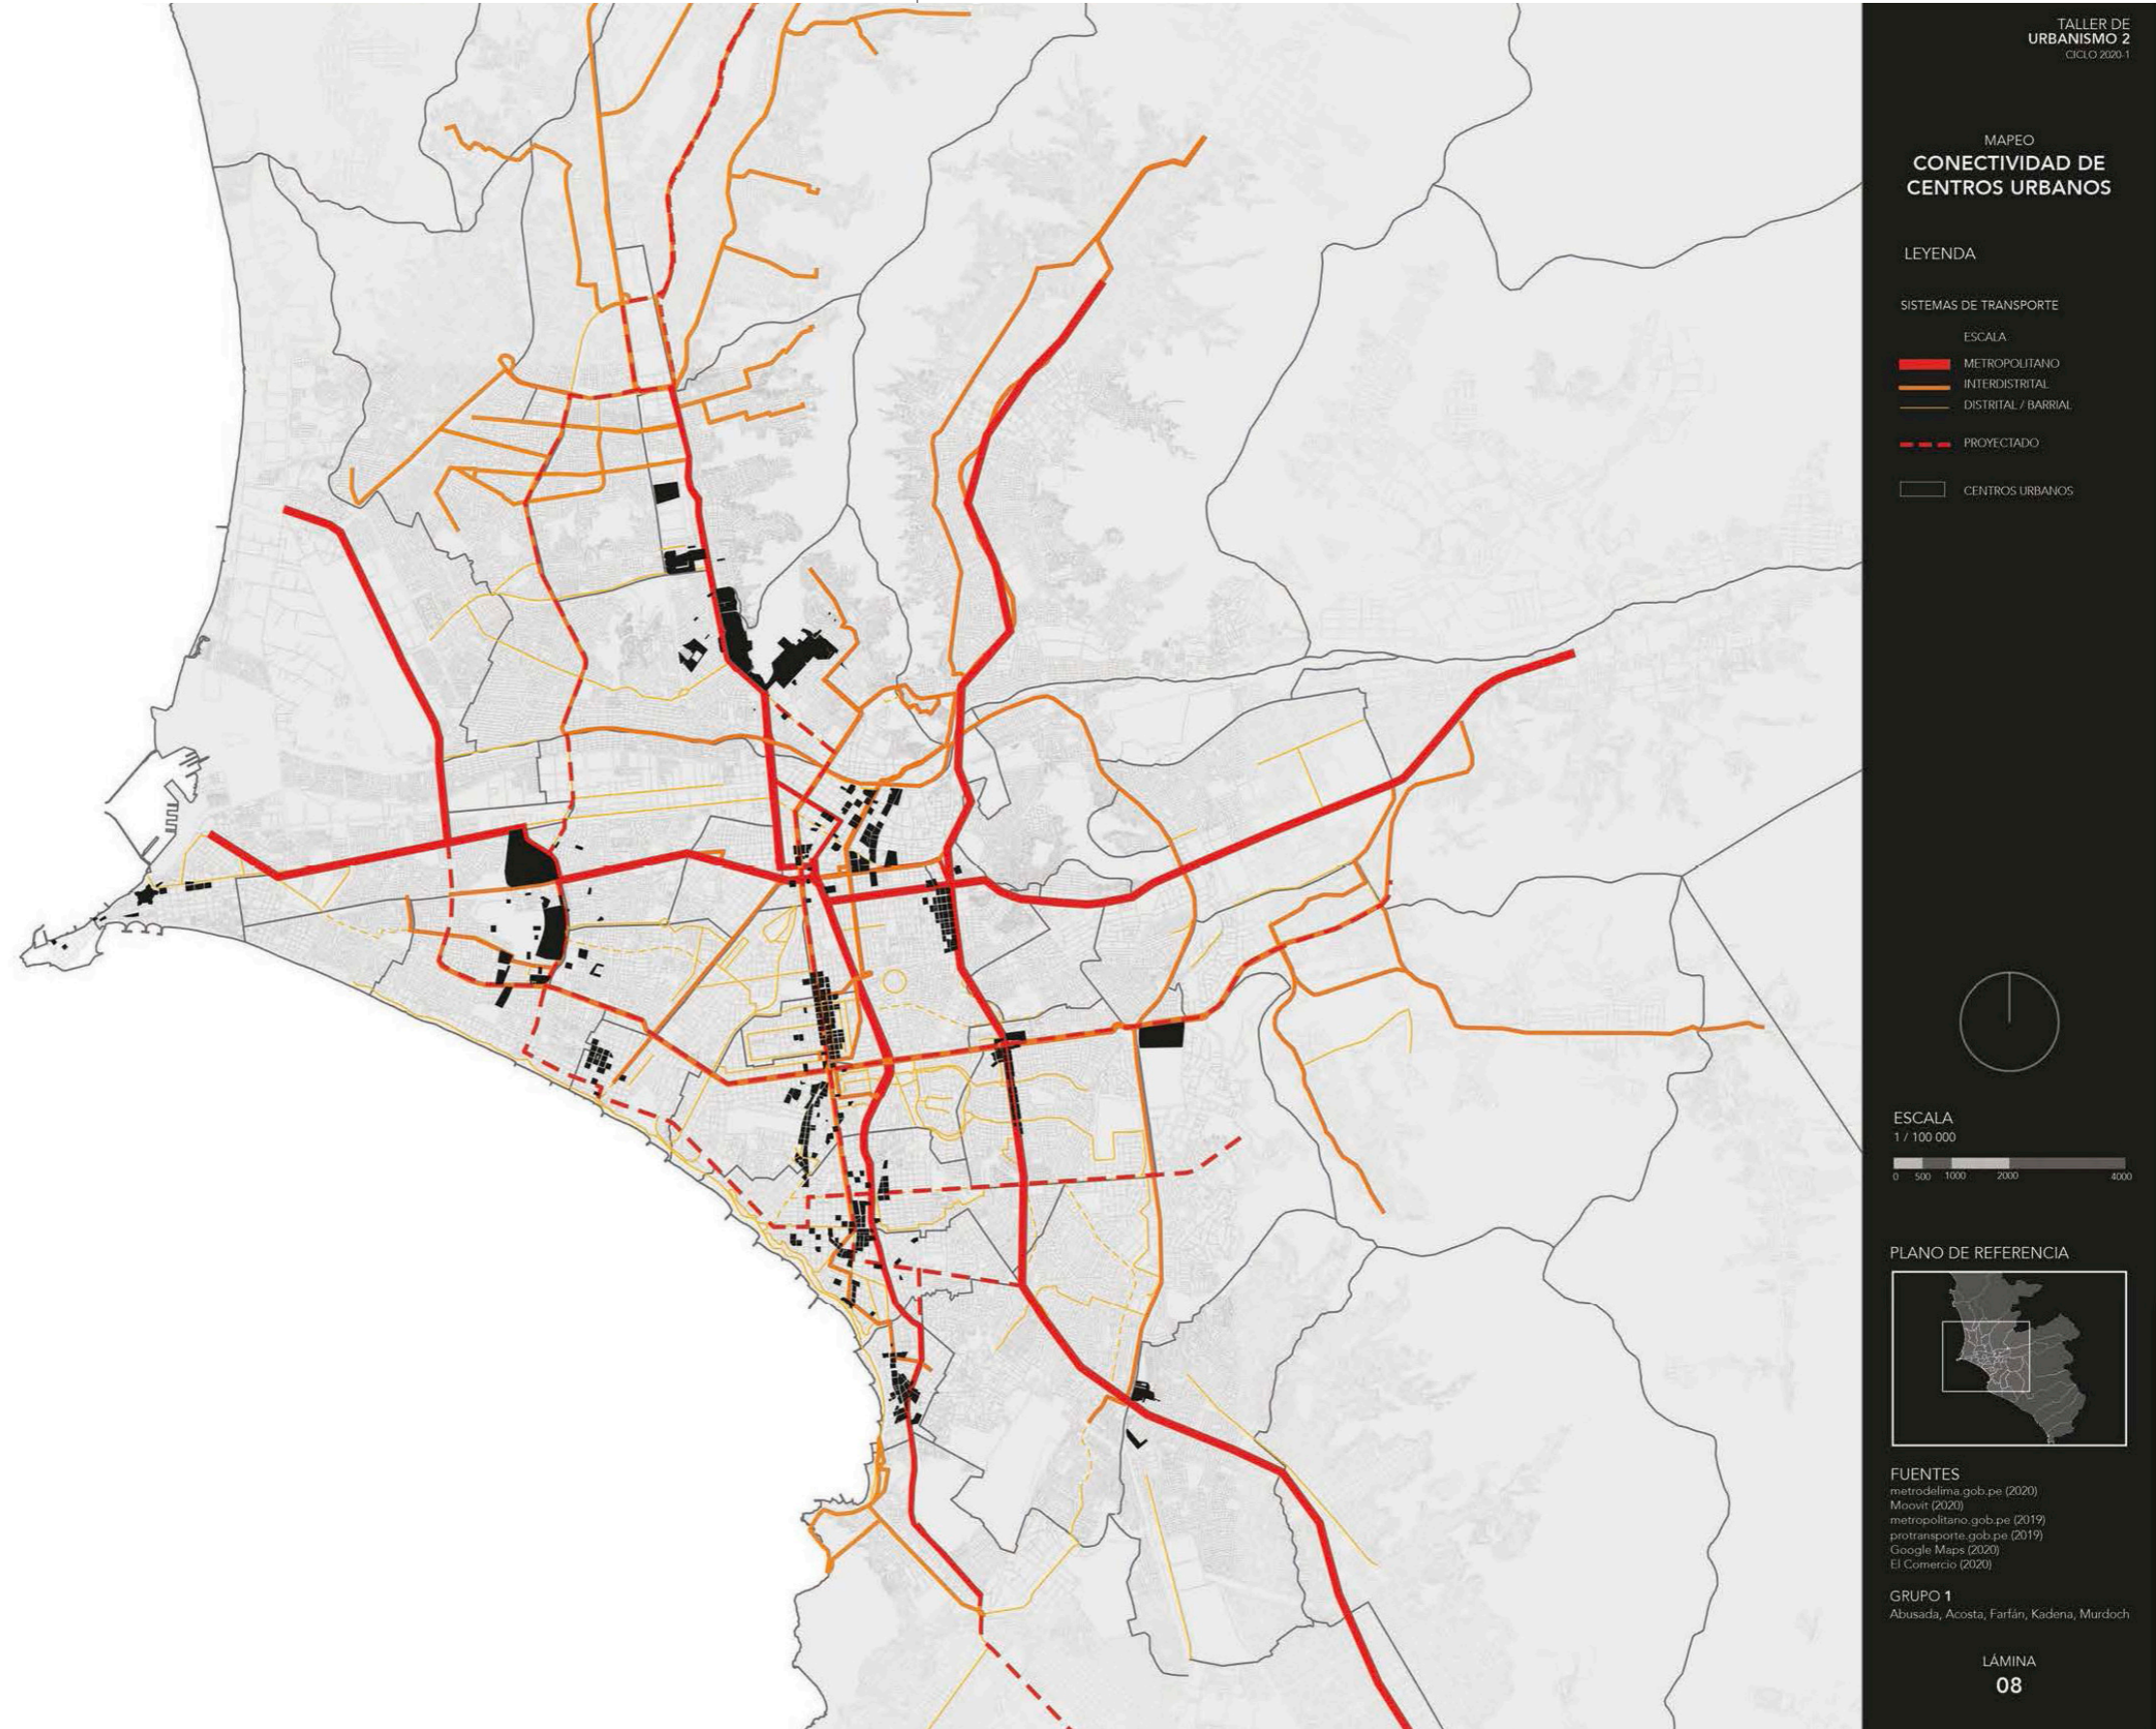 TALLER DE
URBANISMO 2
CICLO 2020-1
MAPEO
CONECTIVIDAD DE
CENTROS URBANOS
LEYENDA
SISTEMAS DE TRANSPORTE
ESCALA
METROPOLITANO
INTERDISTRITAL
DISTRITAL / BARRIAL
PROYECTADO
CENTROS URBANOS
ESCALA
1 / 100 000
0 500 1000 2000 4000
PLANO DE REFERENCIA
FUENTES
metrodelima.gob.pe (2020)
Moovit (2020)
metropolitano.gob.pe (2019)
protransporte.gob.pe (2019)
Google Maps (2020)
El Comercio (2020)
GRUPO 1
Abusada, Acosta, Farfán, Kadena, Murdoch
LÁMINA
08